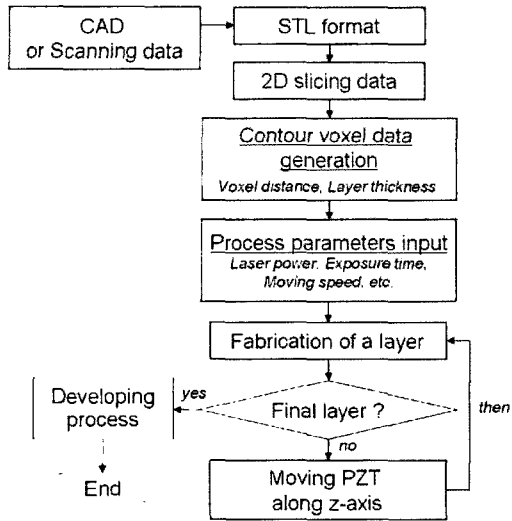 CAD
or Scanning data
STL format
2D slicing data
Contour voxel data
generation
Voxel distance, Layer thickness
Process parameters input
Laser power. Exposure time,
Moving speed. etc.
Fabrication of a layer
Final layer ?
yes
no
then
Developing
process
End
Moving PZT
along z-axis